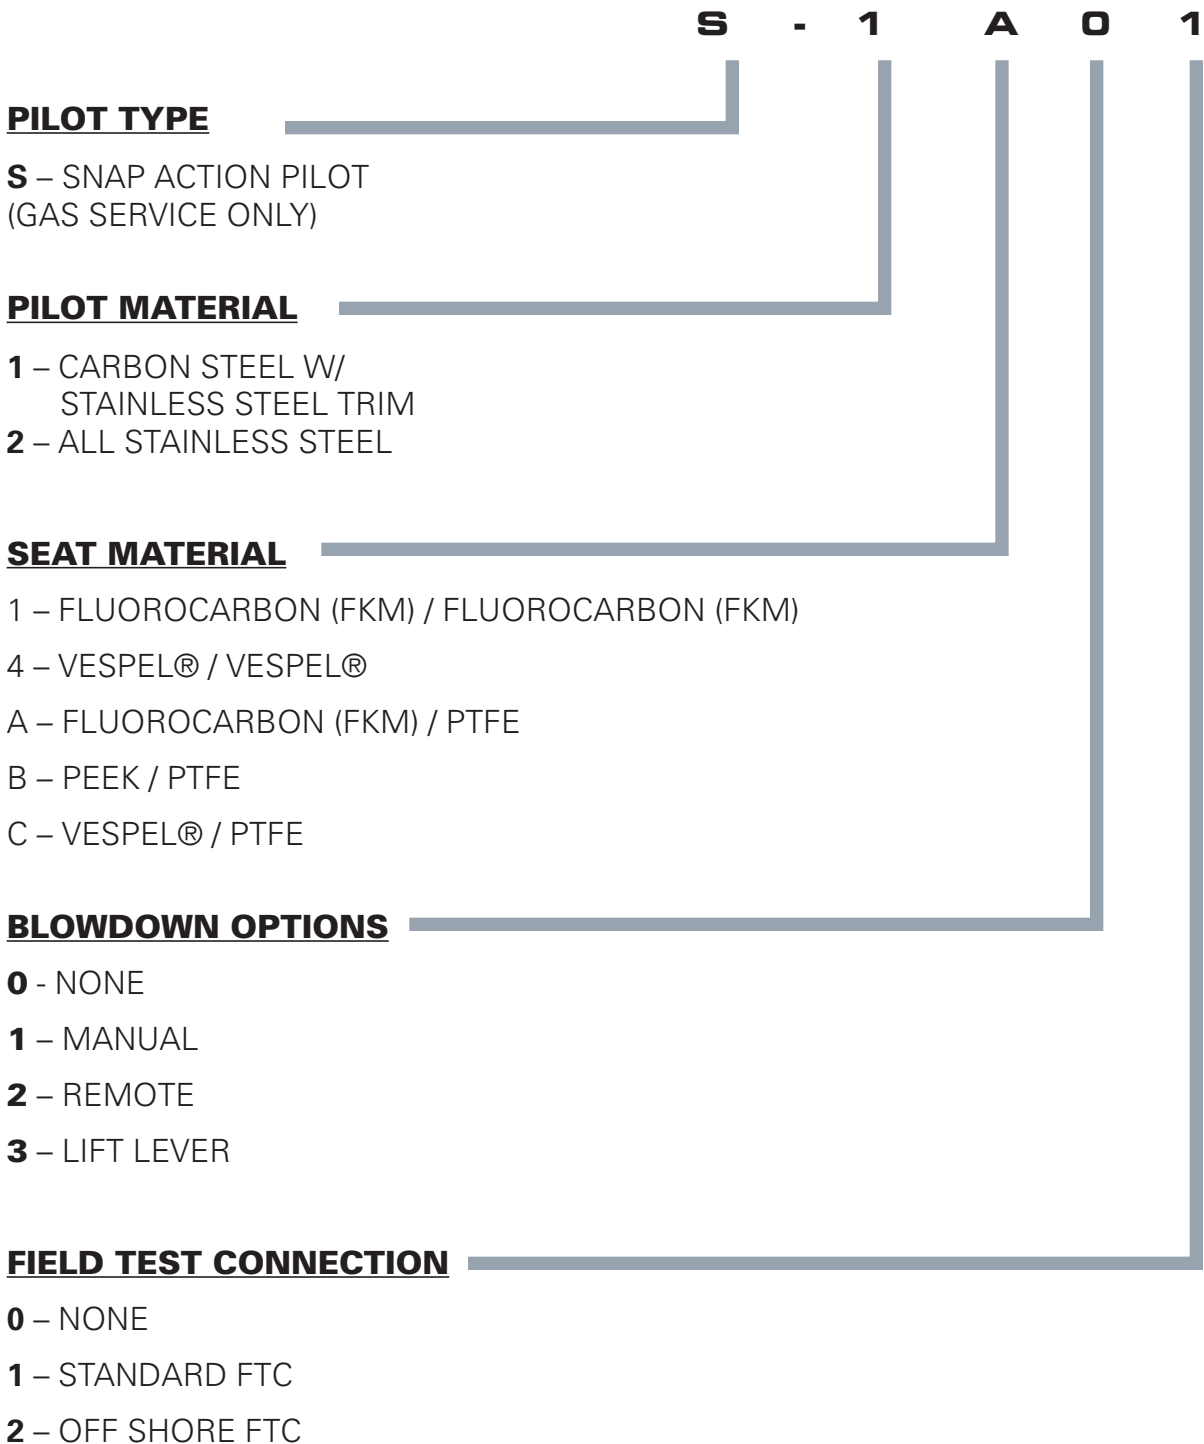 S - 1 A 0 1
PILOT TYPE
S – SNAP ACTION PILOT
(GAS SERVICE ONLY)
PILOT MATERIAL
1 – CARBON STEEL W/
STAINLESS STEEL TRIM
2 – ALL STAINLESS STEEL
SEAT MATERIAL
1 – FLUOROCARBON (FKM) / FLUOROCARBON (FKM)
4 – VESPEL® / VESPEL®
A – FLUOROCARBON (FKM) / PTFE
B – PEEK / PTFE
C – VESPEL® / PTFE
BLOWDOWN OPTIONS
0 - NONE
1 – MANUAL
2 – REMOTE
3 – LIFT LEVER
FIELD TEST CONNECTION
0 – NONE
1 – STANDARD FTC
2 – OFF SHORE FTC